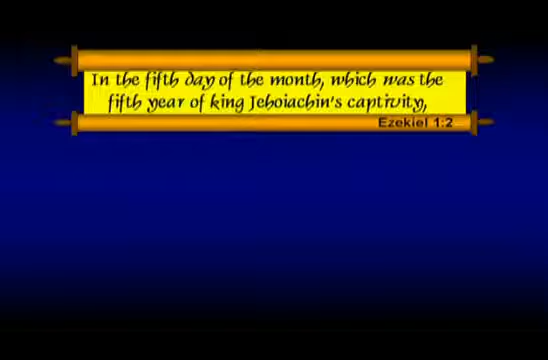 In the fifth day of the month, which was the
fifth year of king Jehoiachin's captivity,
Ezekiel 1:2